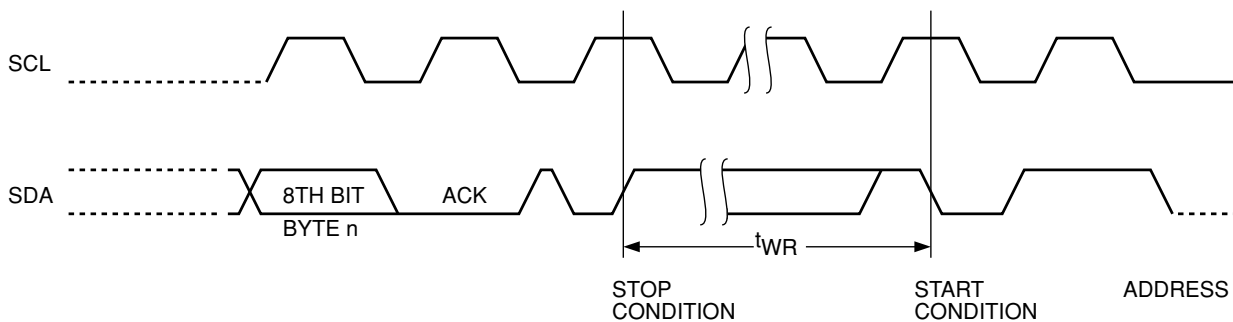 SCL
SDA
8TH BIT
ACK
BYTE n
tWR
STOP
CONDITION
START
CONDITION
ADDRESS